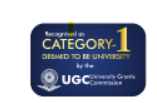 Recognised as
CATEGORY-1
DEEMED TO BE UNIVERSITY
by the
UGC University Grants
Commission